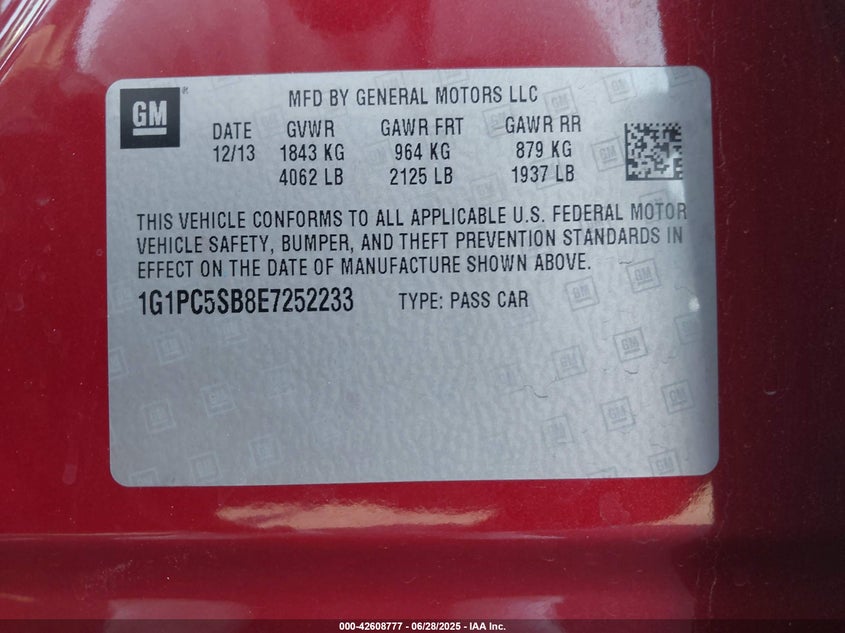 GM ®
MFD BY GENERAL MOTORS LLC
DATE GVWR GAWR FRT GAWR RR
12/13 1843 KG 964 KG 879 KG
4062 LB 2125 LB 1937 LB
THIS VEHICLE CONFORMS TO ALL APPLICABLE U.S. FEDERAL MOTOR
VEHICLE SAFETY, BUMPER, AND THEFT PREVENTION STANDARDS IN
EFFECT ON THE DATE OF MANUFACTURE SHOWN ABOVE.
1G1PC5SB8E7252233 TYPE: PASS CAR
000-42608777 / 06/28/2025 - IAA Inc.